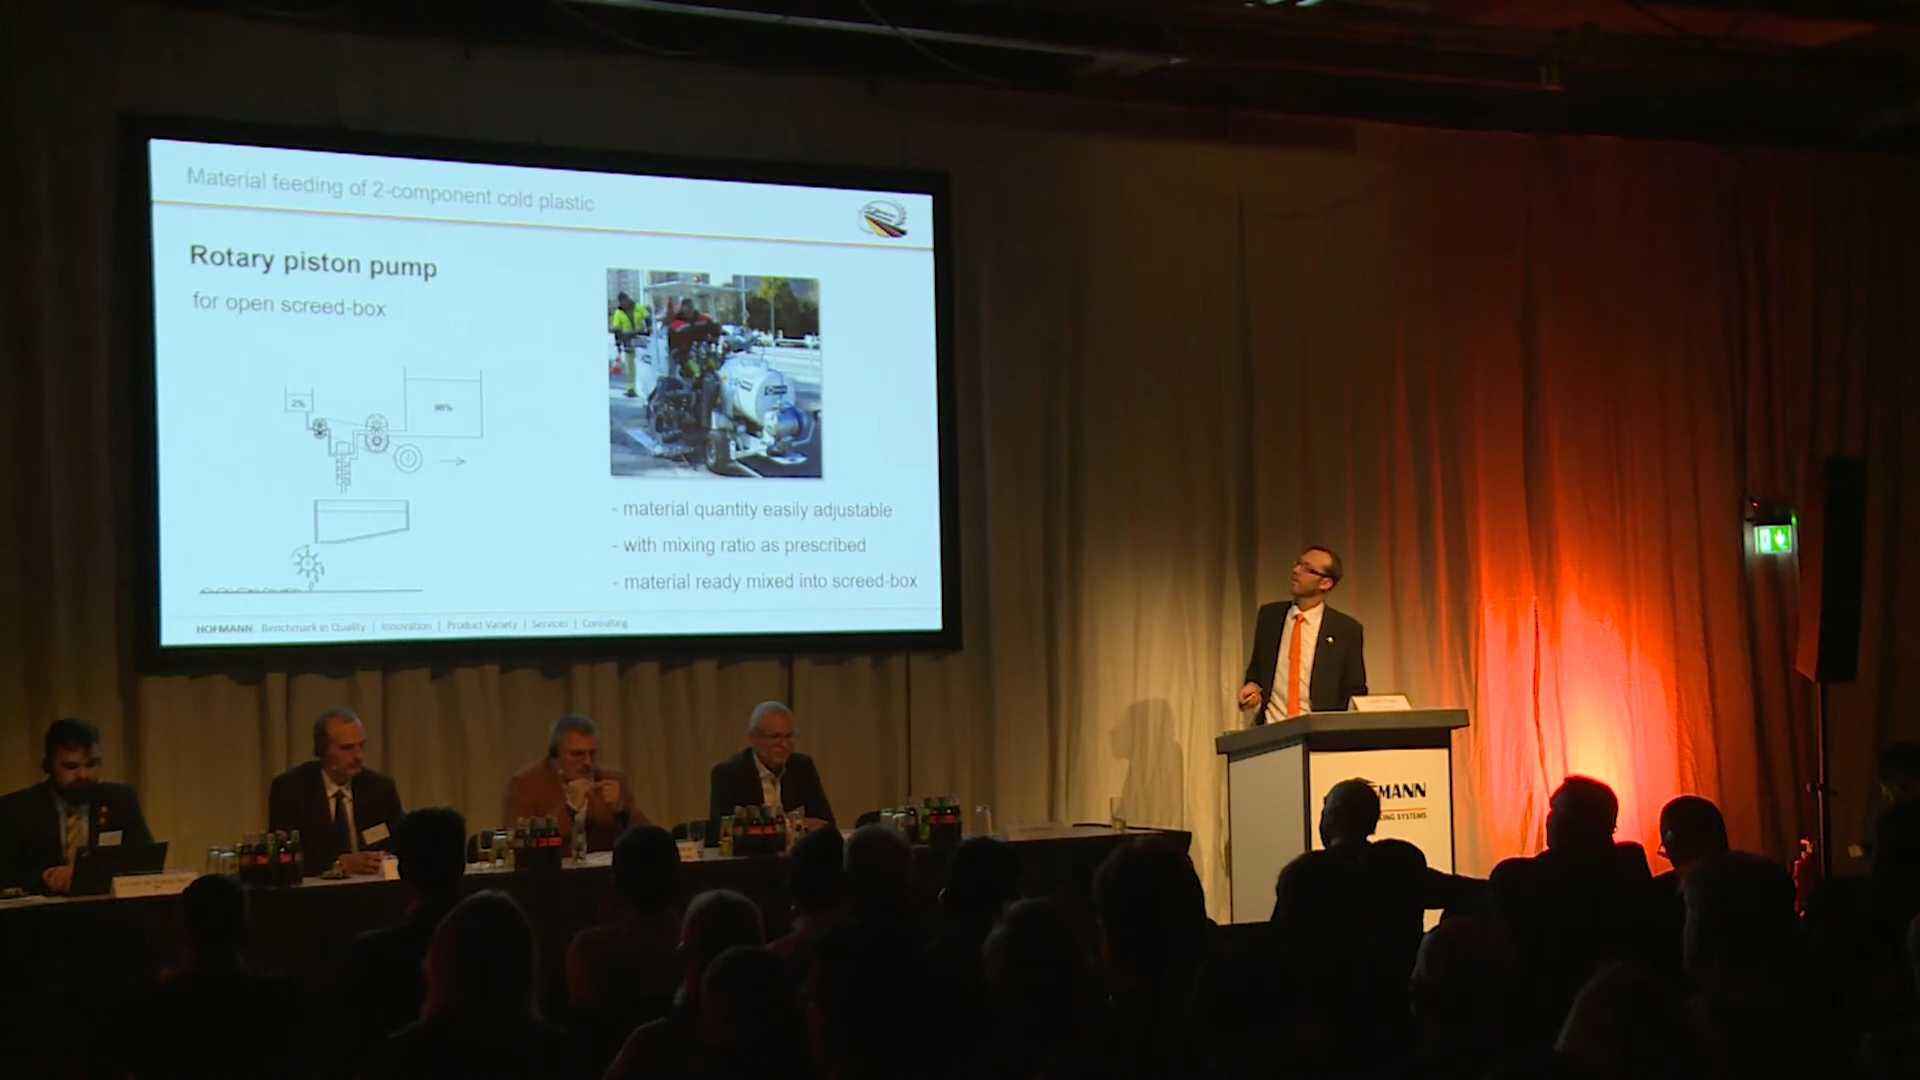 Material feeding of 2-component cold plastic
Rotary piston pump
for open screed-box
2%
98%
- material quantity easily adjustable
- with mixing ratio as prescribed
- material ready mixed into screed-box
HOFMANN Benchmark in Quality | Innovation | Product Variety | Services | Consulting
MANN
KING SYSTEMS